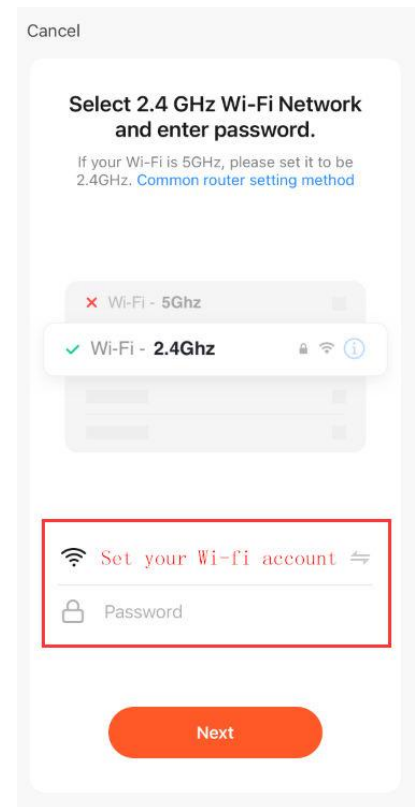 Cancel
Select 2.4 GHz Wi-Fi Network
and enter password.
If your Wi-Fi is 5GHz, please set it to be
2.4GHz. Common router setting method
Wi-Fi - 5Ghz
Wi-Fi - 2.4Ghz
Set your Wi-fi account
Password
Next